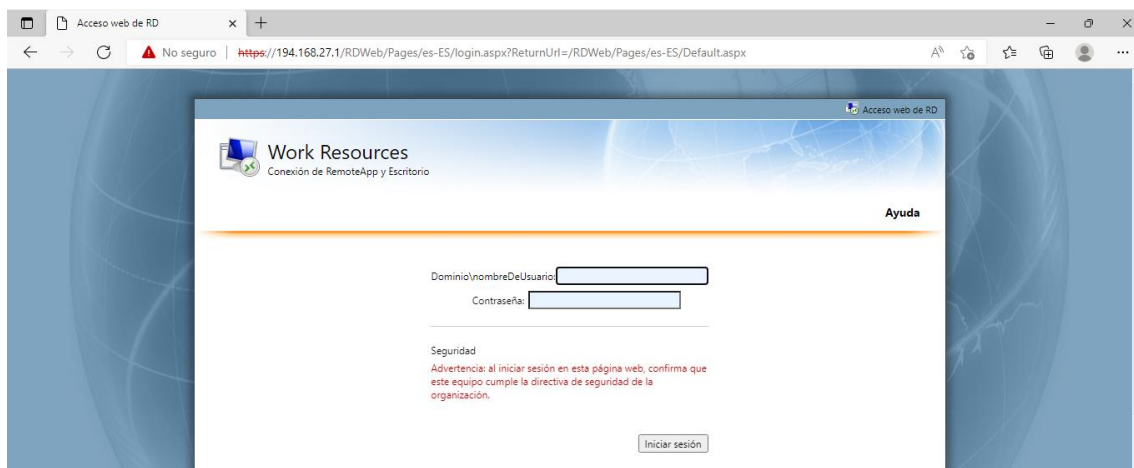 Acceso web de RD
No seguro | https://194.168.27.1/RDWeb/Pages/es-ES/login.aspx?ReturnUrl=/RDWeb/Pages/es-ES/Default.aspx
Acceso web de RD
Work Resources
Conexión de RemoteApp y Escritorio
Ayuda
Dominio\nombreDeUsuario:
Contraseña:
Seguridad
Advertencia: al iniciar sesión en esta página web, confirma que
este equipo cumple la directiva de seguridad de la
organización.
Iniciar sesión